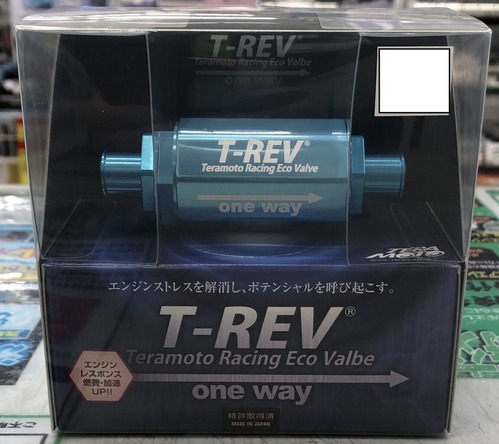 T-REV®
Teramoto Racing Eco Valbe
one way
T-REV®
Teramoto Racing Eco Valve
one way
TERA
MOTO
エンジンストレスを解消し、ポテンシャルを呼び起こす。
T-REV®
Teramoto Racing Eco Valbe
one way
エンジン
レスポンス
燃費・加速
UP!!
特許取得済
MADE IN JAPAN